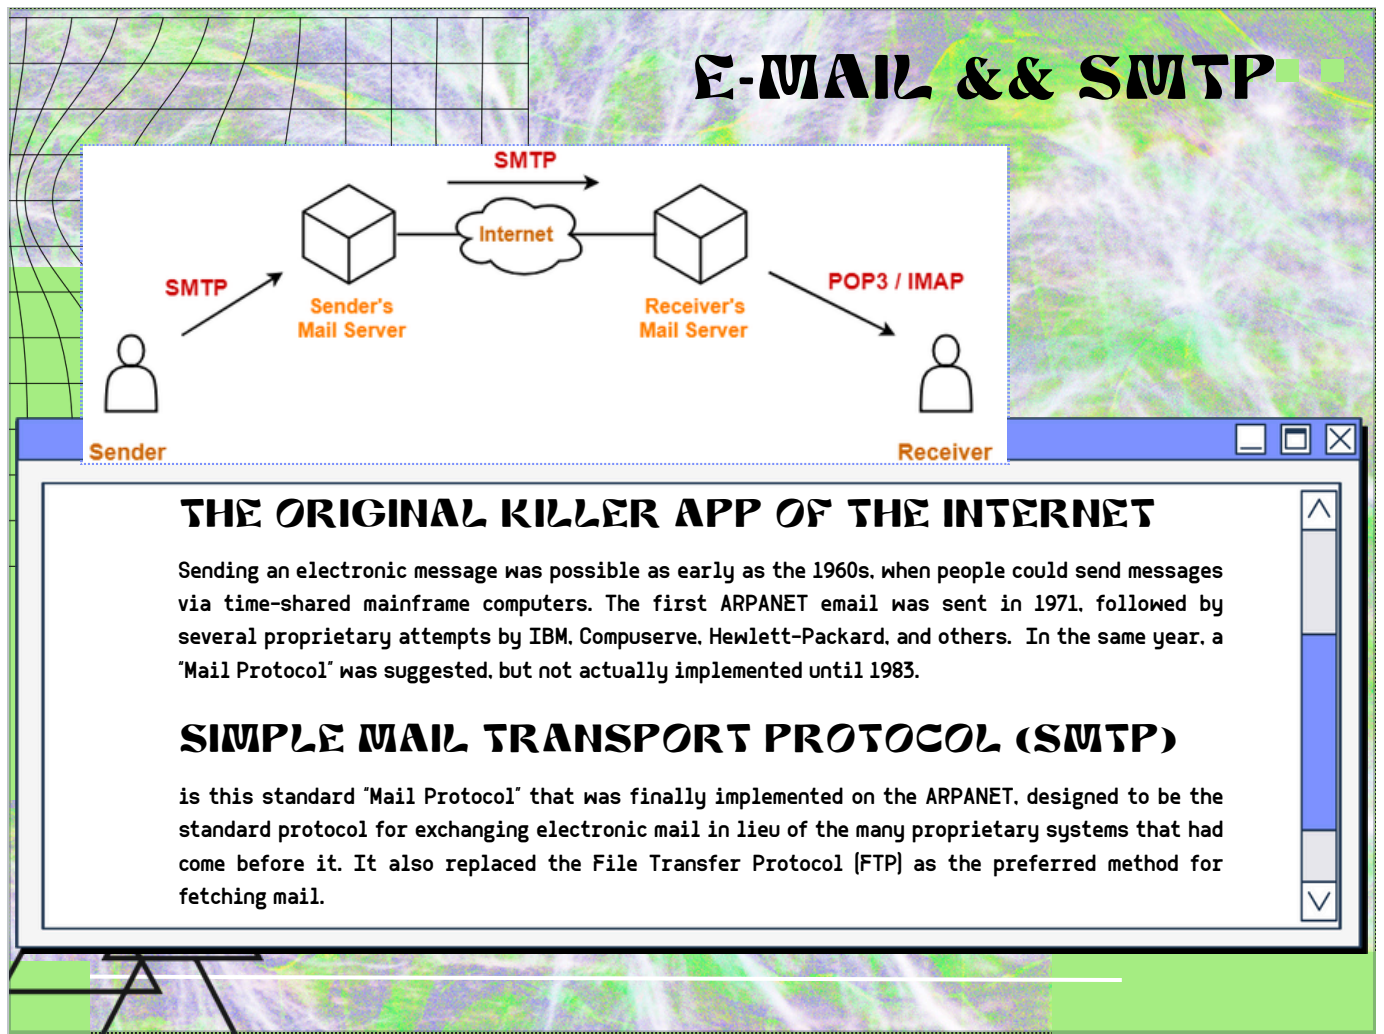 E-MAIL && SMTP
SMTP
Internet
SMTP
POP3 / IMAP
Sender's
Mail Server
Receiver's
Mail Server
Sender
Receiver
THE ORIGINAL KILLER APP OF THE INTERNET
Sending an electronic message was possible as early as the 1960s, when people could send messages
via time-shared mainframe computers. The first ARPANET email was sent in 1971, followed by
several proprietary attempts by IBM, Compuserve, Hewlett-Packard, and others. In the same year, a
"Mail Protocol" was suggested, but not actually implemented until 1983.
SIMPLE MAIL TRANSPORT PROTOCOL (SMTP)
is this standard "Mail Protocol" that was finally implemented on the ARPANET, designed to be the
standard protocol for exchanging electronic mail in lieu of the many proprietary systems that had
come before it. It also replaced the File Transfer Protocol (FTP) as the preferred method for
fetching mail.